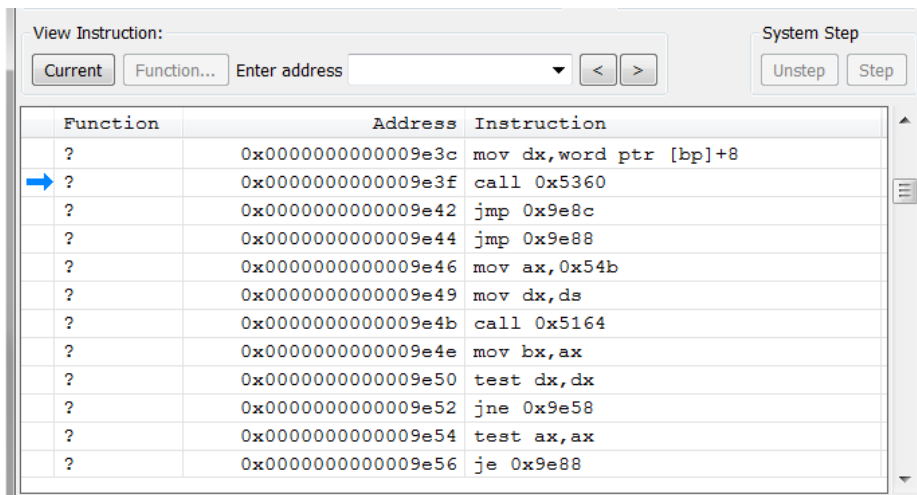 View Instruction: System Step
Current Function... Enter address < > Unstep Step
Function Address Instruction
? 0x0000000000009e3c mov dx,word ptr [bp]+8
? 0x0000000000009e3f call 0x5360
? 0x0000000000009e42 jmp 0x9e8c
? 0x0000000000009e44 jmp 0x9e88
? 0x0000000000009e46 mov ax,0x54b
? 0x0000000000009e49 mov dx,ds
? 0x0000000000009e4b call 0x5164
? 0x0000000000009e4e mov bx,ax
? 0x0000000000009e50 test dx,dx
? 0x0000000000009e52 jne 0x9e58
? 0x0000000000009e54 test ax,ax
? 0x0000000000009e56 je 0x9e88